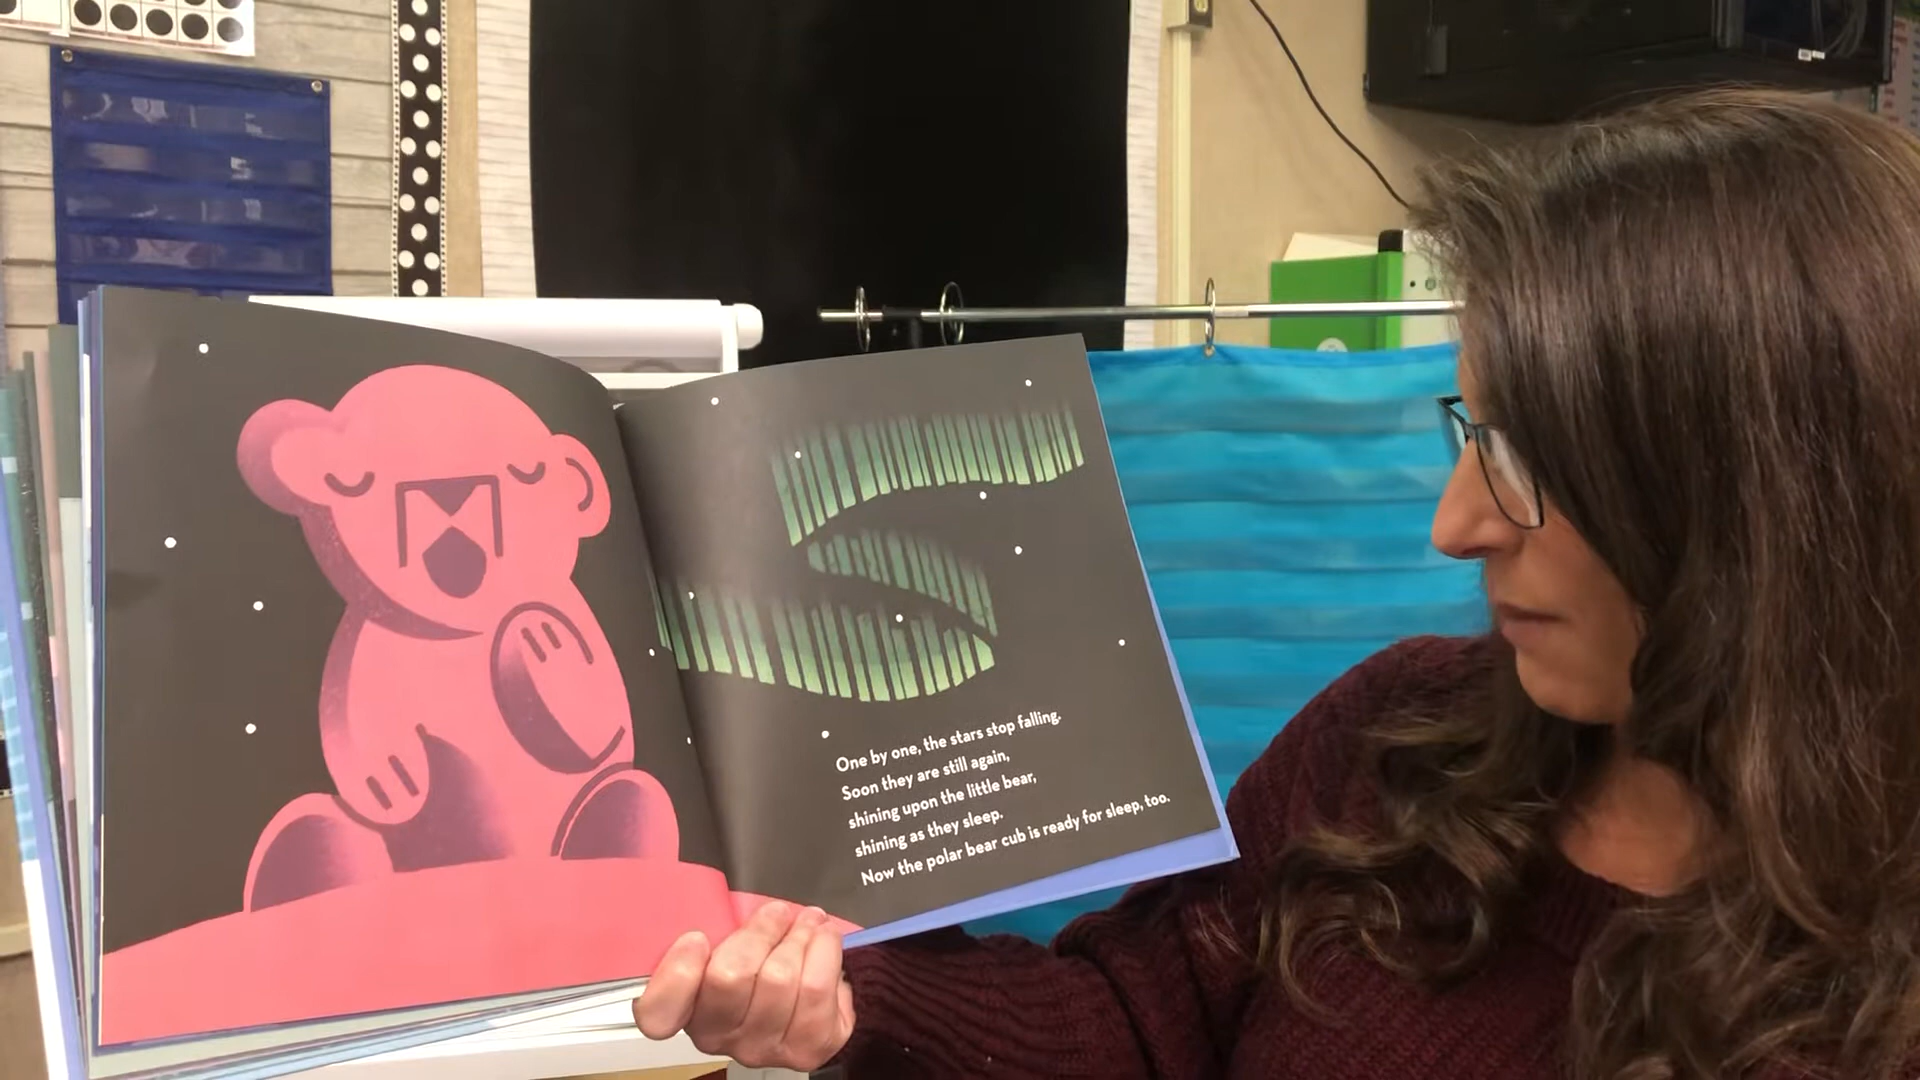 One by one, the stars stop falling.
Soon they are still again,
shining upon the little bear,
shining as they sleep.
Now the polar bear cub is ready for sleep, too.